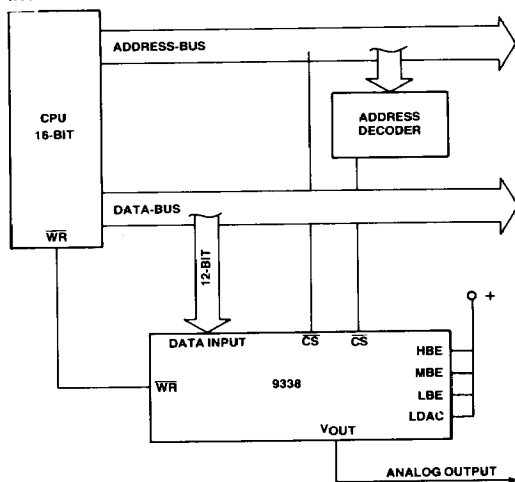 ADDRESS-BUS
CPU
16-BIT
ADDRESS
DECODER
DATA-BUS
WR
12-BIT
DATA INPUT
CS
CS
HBE
MBE
WR
9338
LBE
LDAC
VOUT
ANALOG OUTPUT
+